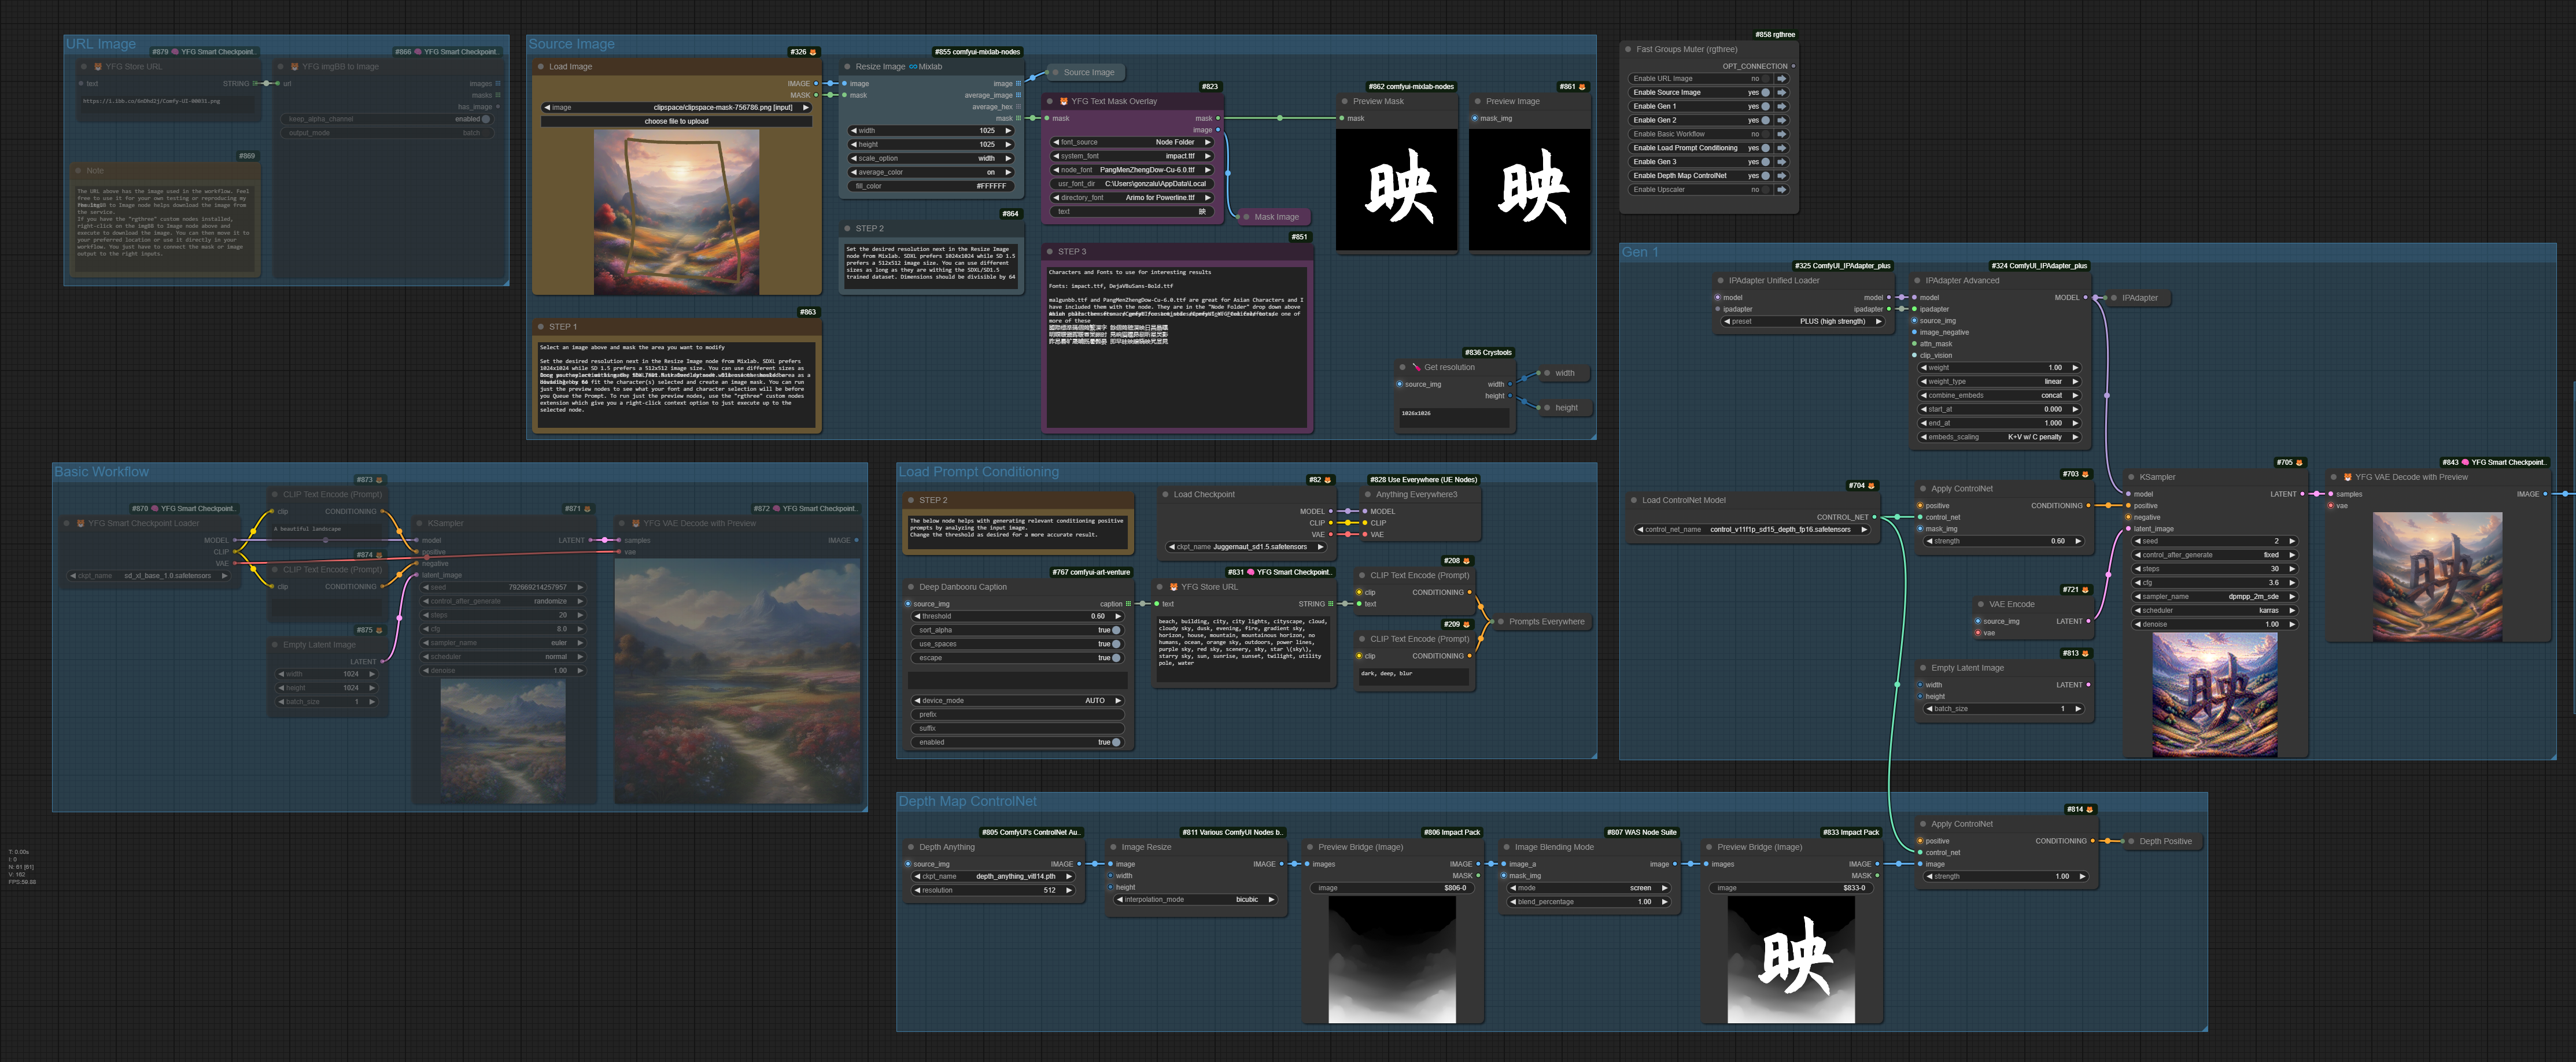 URL Image
#879 YFG Smart Checkpoint..
YFG Store URL
text
STRING
#866 YFG Smart Checkpoint..
YFG imgBB to Image
url
images
masks
has_image
keep_alpha_channel
enabled
output_mode
batch
#869
Note
The URL above has the image used in the workflow. Feel
free to use it for your own testing or reproducing my
to Image node helps download the image from
the service.
If you have the "rgthree" custom nodes installed,
right-click on the imgBB to Image node above and
execute to download the image. You can then move it to
your preferred location or use it directly in your
workflow. You just have to connect the mask or image
output to the right inputs.
Source Image
#326
Load Image
IMAGE
MASK
image
clipspace/clipspace-mask-756786.png [input]
choose file to upload
#863
STEP 1
Select an image above and mask the area you want to modify
Set the desired resolution next in the Resize Image node from Mixlab. SDXL prefers
1024x1024 while SD 1.5 prefers a 512x512 image size. You can use different sizes as
fit the character(s) selected and create an image mask. You can run
just the preview nodes to see what your font and character selection will be before
you Queue the Prompt. To run just the preview nodes, use the "rgthree" custom nodes
extension which give you a right-click context option to just execute up to the
selected node.
#855 comfyui-mixlab-nodes
Resize Image ♾️Mixlab
image
mask
image
average_image
average_hex
mask
width
1025
height
1025
scale_option
width
average_color
on
fill_color
#FFFFFF
Source Image
#864
STEP 2
Set the desired resolution next in the Resize Image
node from Mixlab. SDXL prefers 1024x1024 while SD 1.5
prefers a 512x512 image size. You can use different
sizes as long as they are withing the SDXL/SD1.5
trained dataset. Dimensions should be divisible by 64
#823
YFG Text Mask Overlay
mask
mask
image
font_source
Node Folder
system_font
impact.ttf
node_font
PangMenZhengDow-Cu-6.0.ttf
usr_font_dir
C:\Users\gonzalu\AppData\Local
directory_font
Arimo for Powerline.ttf
text
映
Mask Image
#851
STEP 3
Characters and Fonts to use for interesting results
Fonts: impact.ttf, DejaVBuSans-Bold.ttf
malgunbb.ttf and PangMenZhengDow-Cu-6.0.ttf are great for Asian Characters and I
have included them with the node. They are in the "Node Folder" drop down above
more of these
#862 comfyui-mixlab-nodes
Preview Mask
mask
映
#861
Preview Image
mask_img
映
#836 Crystools
Get resolution
source_img
width
height
1026x1026
width
height
#858 rgthree
Fast Groups Muter (rgthree)
OPT_CONNECTION
Enable URL Image no
Enable Source Image yes
Enable Gen 1 yes
Enable Gen 2 yes
Enable Basic Workflow no
Enable Load Prompt Conditioning yes
Enable Gen 3 yes
Enable Depth Map ControlNet yes
Enable Upscaler no
Gen 1
#325 ComfyUI_IPAdapter_plus
IPAdapter Unified Loader
model
ipadapter
model
ipadapter
preset
PLUS (high strength)
#324 ComfyUI_IPAdapter_plus
IPAdapter Advanced
model
ipadapter
source_img
image_negative
attn_mask
clip_vision
MODEL
weight
1.00
weight_type
linear
combine_embeds
concat
start_at
0.000
end_at
1.000
embeds_scaling
K+V w/ C penalty
IPAdapter
#704
Load ControlNet Model
CONTROL_NET
control_net_name
control_v11f1p_sd15_depth_fp16.safetensors
#703
Apply ControlNet
positive
control_net
mask_img
CONDITIONING
strength
0.60
#721
VAE Encode
source_img
vae
LATENT
#813
Empty Latent Image
width
height
LATENT
batch_size
1
#705
KSampler
model
positive
negative
latent_image
LATENT
seed
2
control_after_generate
fixed
steps
30
cfg
3.6
sampler_name
dpmpp_2m_sde
scheduler
karras
denoise
1.00
#843 YFG Smart Checkpoint..
YFG VAE Decode with Preview
samples
vae
IMAGE
Basic Workflow
#870 YFG Smart Checkpoint..
YFG Smart Checkpoint Loader
MODEL
CLIP
VAE
ckpt_name
sd_xl_base_1.0.safetensors
#873
CLIP Text Encode (Prompt)
clip
CONDITIONING
A beautiful landscape
#874
CLIP Text Encode (Prompt)
clip
CONDITIONING
#875
Empty Latent Image
LATENT
width
1024
height
1024
batch_size
1
#871
KSampler
model
positive
negative
latent_image
LATENT
seed
792669214257957
control_after_generate
randomize
steps
20
cfg
8.0
sampler_name
euler
scheduler
normal
denoise
1.00
#872 YFG Smart Checkpoint..
YFG VAE Decode with Preview
samples
vae
IMAGE
Load Prompt Conditioning
STEP 2
The below node helps with generating relevant conditioning positive
prompts by analyzing the input image.
Change the threshold as desired for a more accurate result.
#82
Load Checkpoint
MODEL
CLIP
VAE
ckpt_name
Juggernaut_sd1.5.safetensors
#828 Use Everywhere (UE Nodes)
Anything Everywhere3
MODEL
CLIP
VAE
#767 comfyui-art-venture
Deep Danbooru Caption
source_img
caption
threshold
0.60
sort_alpha
true
use_spaces
true
escape
true
device_mode
AUTO
prefix
suffix
enabled
true
#831 YFG Smart Checkpoint..
YFG Store URL
text
STRING
beach, building, city, city lights, cityscape, cloud,
cloudy sky, dusk, evening, fire, gradient sky,
horizon, house, mountain, mountainous horizon, no
humans, ocean, orange sky, outdoors, power lines,
purple sky, red sky, scenery, sky, star \(sky\),
starry sky, sun, sunrise, sunset, twilight, utility
pole, water
#208
CLIP Text Encode (Prompt)
clip
text
CONDITIONING
#209
CLIP Text Encode (Prompt)
clip
CONDITIONING
dark, deep, blur
Prompts Everywhere
Depth Map ControlNet
#805 ComfyUI's ControlNet Au..
Depth Anything
source_img
IMAGE
ckpt_name
depth_anything_vitl14.pth
resolution
512
#811 Various ComfyUI Nodes b..
Image Resize
image
width
height
IMAGE
interpolation_mode
bicubic
#806 Impact Pack
Preview Bridge (Image)
images
IMAGE
MASK
image
$806-0
#807 WAS Node Suite
Image Blending Mode
image_a
mask_img
image
mode
screen
blend_percentage
1.00
#833 Impact Pack
Preview Bridge (Image)
images
IMAGE
MASK
image
$833-0
映
#814
Apply ControlNet
positive
control_net
image
CONDITIONING
strength
1.00
Depth Positive
T: 0.00s
I: 0
N: 61 [61]
V: 162